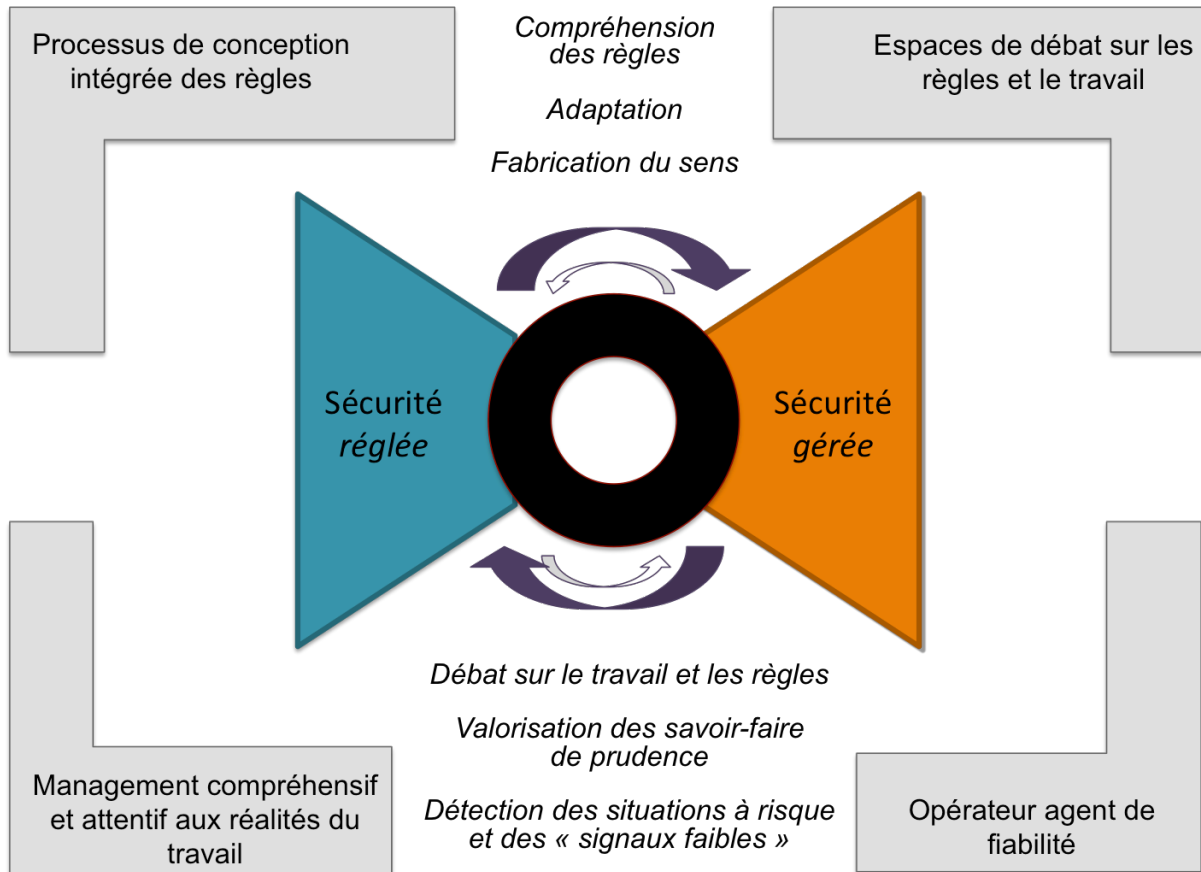 Processus de conception
intégrée des règles
Compréhension
des règles
Adaptation
Fabrication du sens
Espaces de débat sur les
règles et le travail
Sécurité
réglée
Sécurité
gérée
Débat sur le travail et les règles
Valorisation des savoir-faire
de prudence
Détection des situations à risque
et des « signaux faibles »
Management compréhensif
et attentif aux réalités du
travail
Opérateur agent de
fiabilité